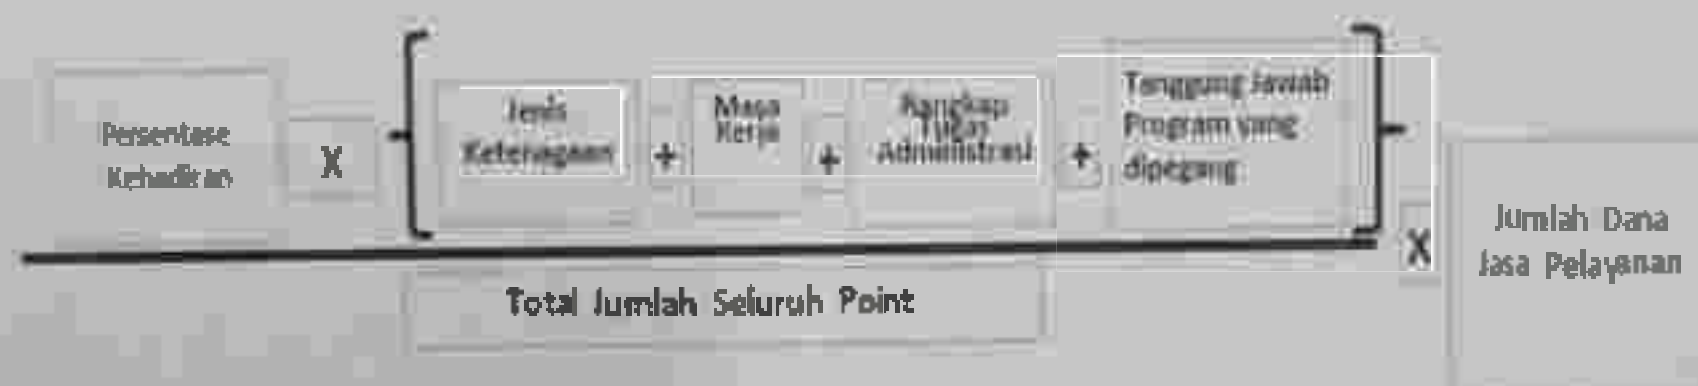 Persentase
Kehadiran
X
Jenis
Ketenagaan
+
Masa
Kerja
+
Rangkap
Tugas
Administrasi
+
Tanggung Jawab
Program yang
dipegang
X
Jumlah Dana
Jasa Pelayanan
Total Jumlah Seluruh Point